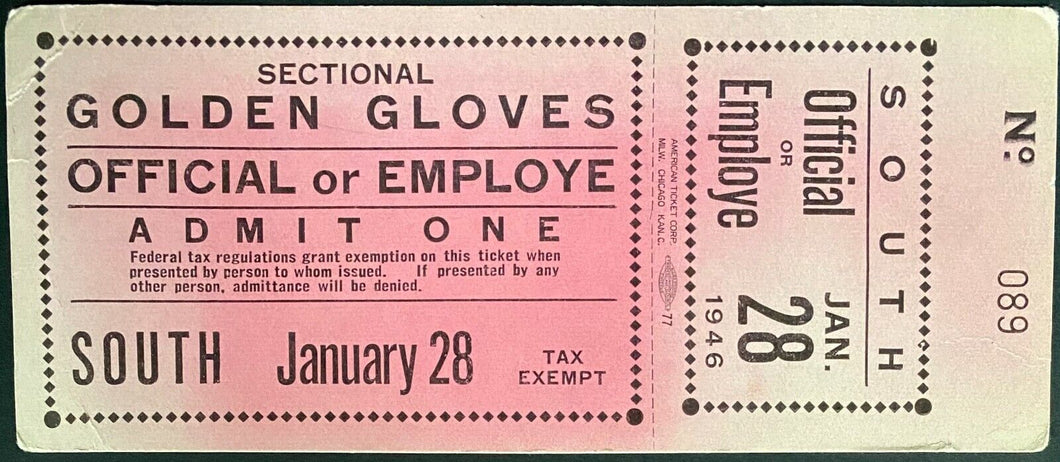 SECTIONAL
GOLDEN GLOVES
OFFICIAL or EMPLOYE
ADMIT ONE
Federal tax regulations grant exemption on this ticket when
presented by person to whom issued. If presented by any
other person, admittance will be denied.
SOUTH January 28
TAX
EXEMPT
AMERICAN TICKET CORP.
MILW. CHICAGO KAN.C.
77
SOUTH
Official
OR
Employe
JAN.
28
1946
No. 089